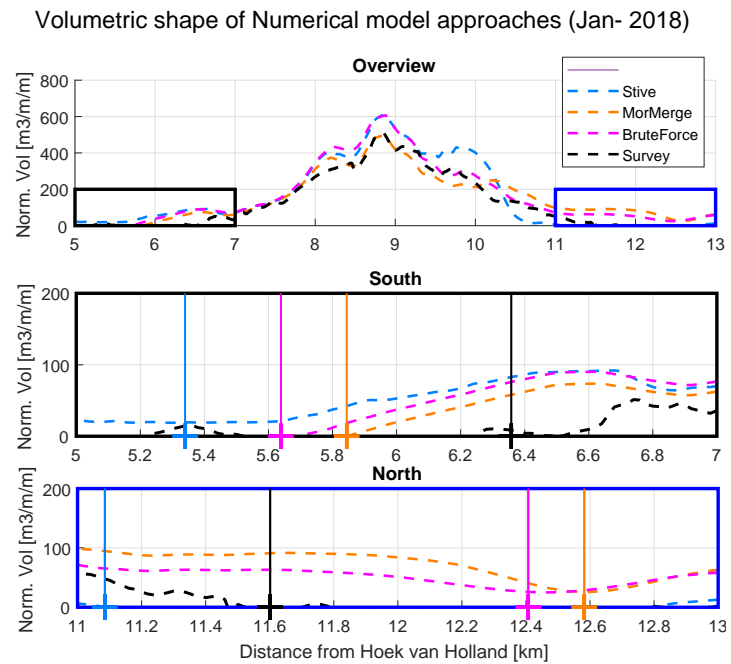 Volumetric shape of Numerical model approaches (Jan- 2018)
Overview
Norm. Vol [m3/m/m]
800
600
400
200
0
5 6 7 8 9 10 11 12 13
Stive
MorMerge
BruteForce
Survey
South
Norm. Vol [m3/m/m]
200
100
0
5 5.2 5.4 5.6 5.8 6 6.2 6.4 6.6 6.8 7
North
Norm. Vol [m3/m/m]
200
100
0
11 11.2 11.4 11.6 11.8 12 12.2 12.4 12.6 12.8 13
Distance from Hoek van Holland [km]